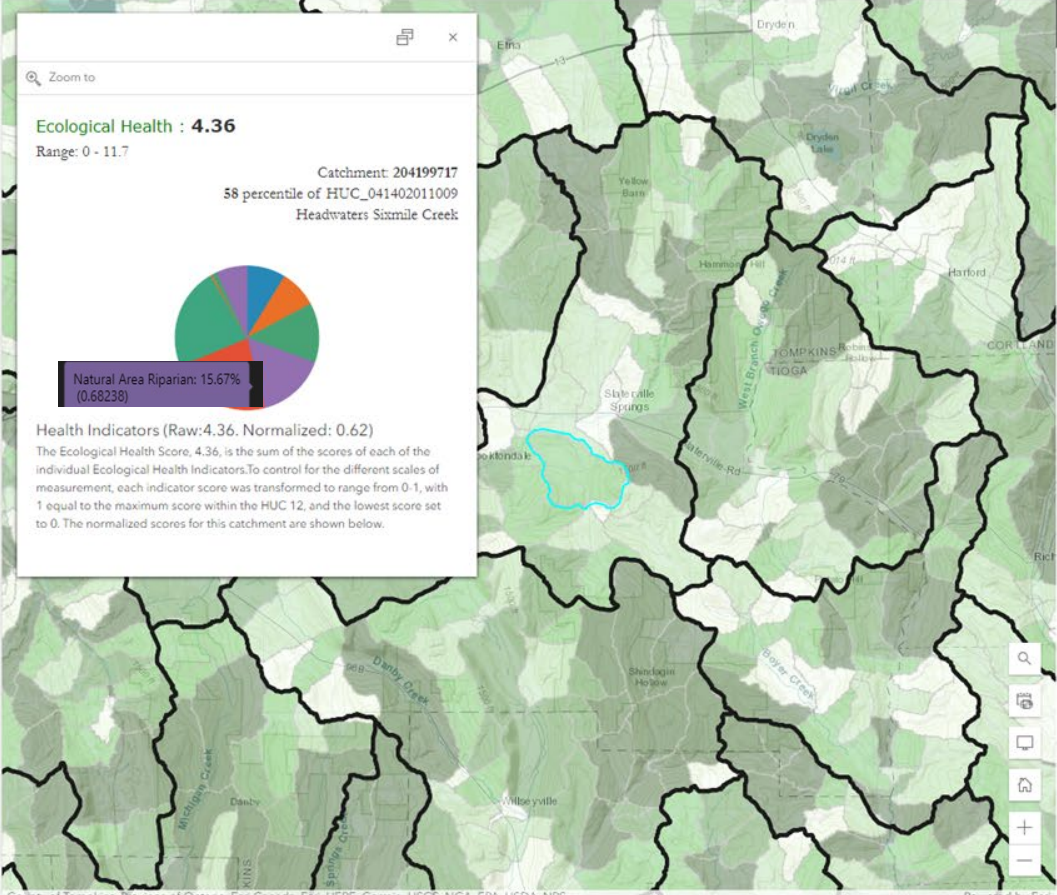 Zoom to
Ecological Health : 4.36
Range: 0 - 11.7
Catchment: 204199717
58 percentile of HUC_041402011009
Headwaters Sixmile Creek
Natural Area Riparian: 15.67%
(0.68238)
Health Indicators (Raw:4.36. Normalized: 0.62)
The Ecological Health Score, 4.36, is the sum of the scores of each of the
individual Ecological Health Indicators.To control for the different scales of
measurement, each indicator score was transformed to range from 0-1, with
1 equal to the maximum score within the HUC 12, and the lowest score set
to 0. The normalized scores for this catchment are shown below.
Etna
Dryden
13
Virgil Creek
Dryden
Lake
Yellow
Barn
Hammond Hill
Harford
West Branch Owego Creek
TOMPKINS
TIOGA
CORTLAND
Slaterville
Springs
Slaterville Rd
Shindagin
Hollow
Boyer Creek
Danby Creek
96B
Michigan Creek
Danby
Willseyville